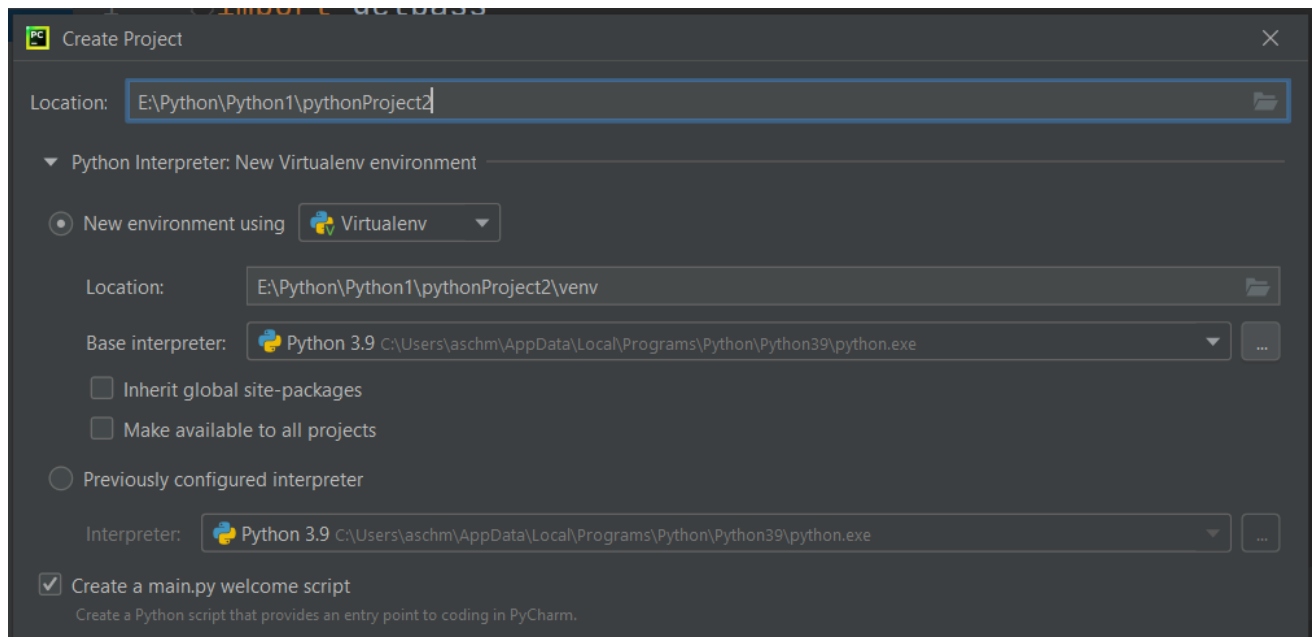 1 import getpass
Create Project
Location: E:\Python\Python1\pythonProject2
Python Interpreter: New Virtualenv environment
New environment using Virtualenv
Location: E:\Python\Python1\pythonProject2\venv
Base interpreter: Python 3.9 C:\Users\aschm\AppData\Local\Programs\Python\Python39\python.exe ...
Inherit global site-packages
Make available to all projects
Previously configured interpreter
Interpreter: Python 3.9 C:\Users\aschm\AppData\Local\Programs\Python\Python39\python.exe ...
Create a main.py welcome script
Create a Python script that provides an entry point to coding in PyCharm.